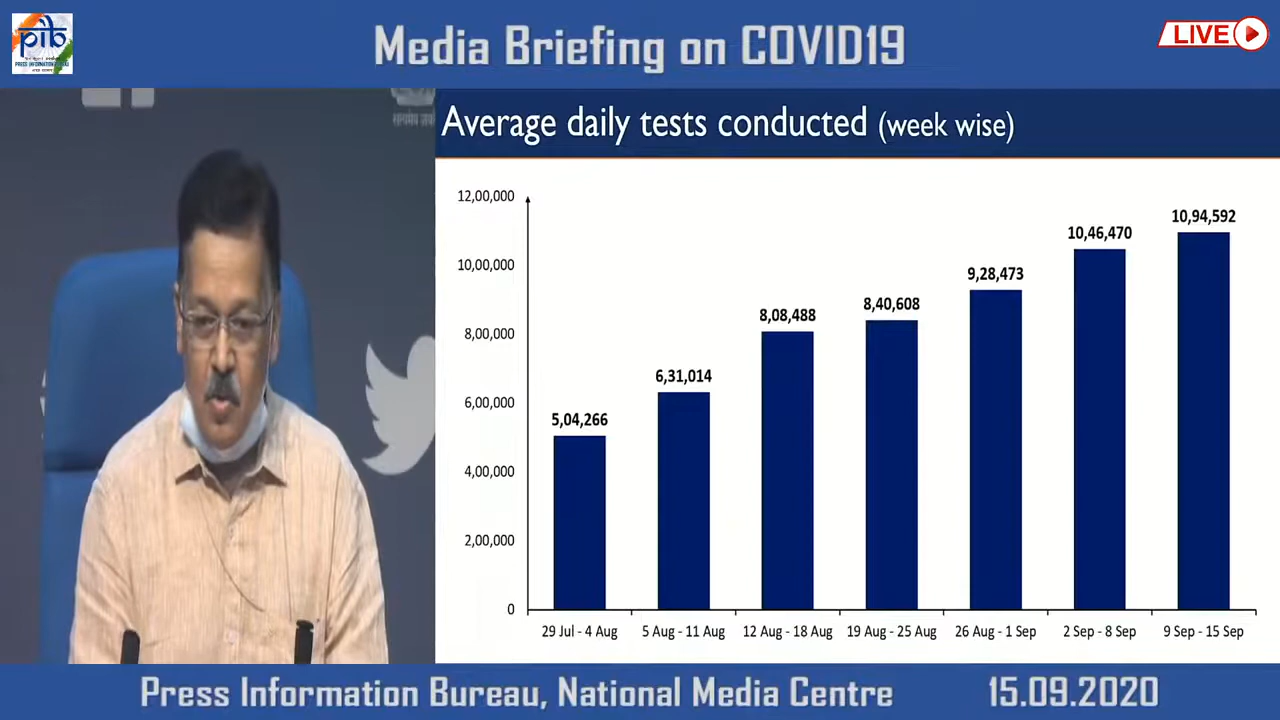 Media Briefing on COVID19
LIVE
pib
PRESS INFORMATION BUREAU
Average daily tests conducted (week wise)
12,00,000
10,00,000
8,00,000
6,00,000
4,00,000
2,00,000
0
5,04,266
6,31,014
8,08,488
8,40,608
9,28,473
10,46,470
10,94,592
29 Jul - 4 Aug
5 Aug - 11 Aug
12 Aug - 18 Aug
19 Aug - 25 Aug
26 Aug - 1 Sep
2 Sep - 8 Sep
9 Sep - 15 Sep
Press Information Bureau, National Media Centre
15.09.2020